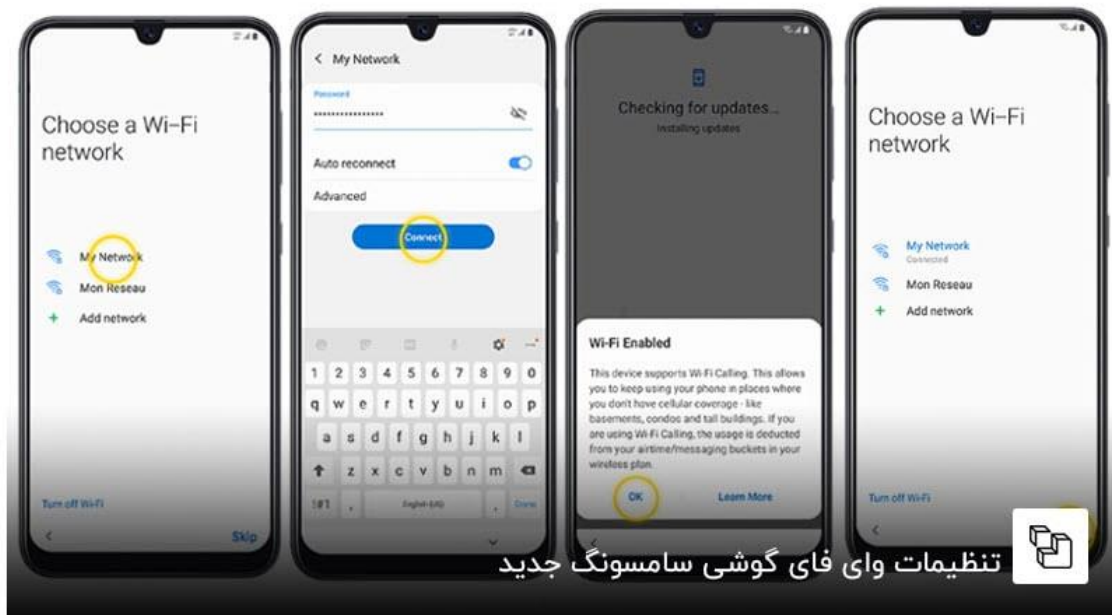 Choose a Wi-Fi
network
My Network
Mon Reseau
+ Add network
Turn off Wi-Fi
< Skip
< My Network
Password
••••••••••••••••
Auto reconnect
Advanced
Connect
1 2 3 4 5 6 7 8 9 0
q w e r t y u i o p
a s d f g h j k l
z x c v b n m
!#1 , English (US) . Done
Checking for updates...
Installing updates
Wi-Fi Enabled
This device supports Wi-Fi Calling. This allows
you to keep using your phone in places where
you don't have cellular coverage - like
basements, condos and tall buildings. If you
are using Wi-Fi Calling, the usage is deducted
from your airtime/messaging buckets in your
wireless plan.
OK Learn More
Choose a Wi-Fi
network
My Network
Connected
Mon Reseau
+ Add network
Turn off Wi-Fi
تنظیمات وای فای گوشی سامسونگ جدید